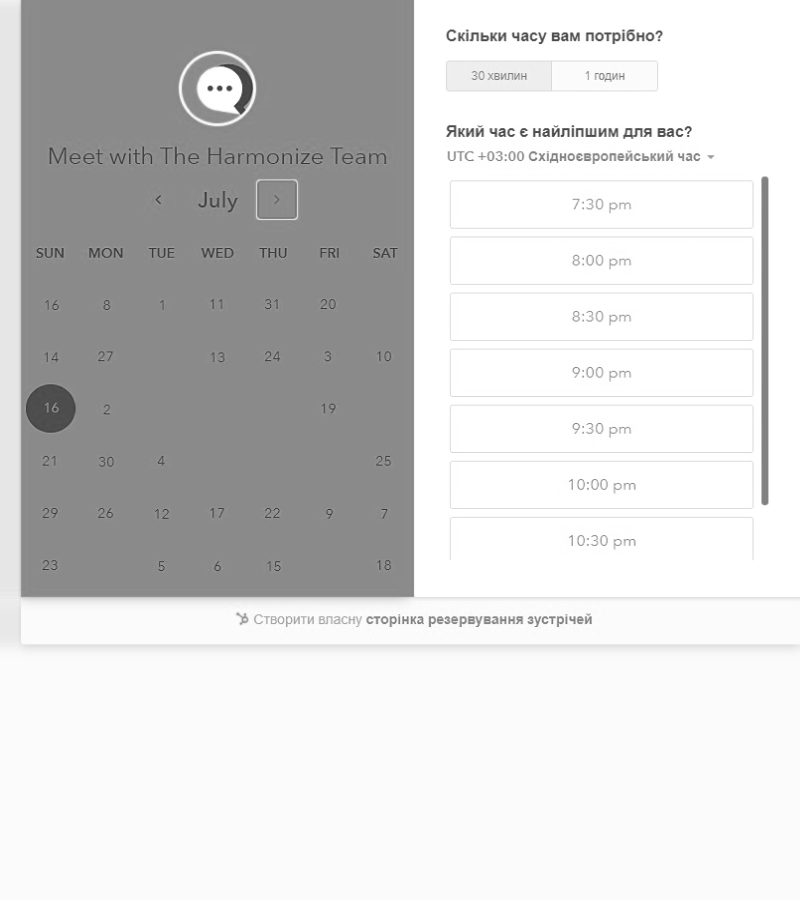 Meet with The Harmonize Team
July
SUN MON TUE WED THU FRI SAT
16 8 1 11 31 20
14 27 13 24 3 10
16 2 19
21 30 4 25
29 26 12 17 22 9 7
23 5 6 15 18
Скільки часу вам потрібно?
30 хвилин 1 годин
Який час є найліпшим для вас?
UTC +03:00 Східноєвропейський час
7:30 pm
8:00 pm
8:30 pm
9:00 pm
9:30 pm
10:00 pm
10:30 pm
Створити власну сторінка резервування зустрічей